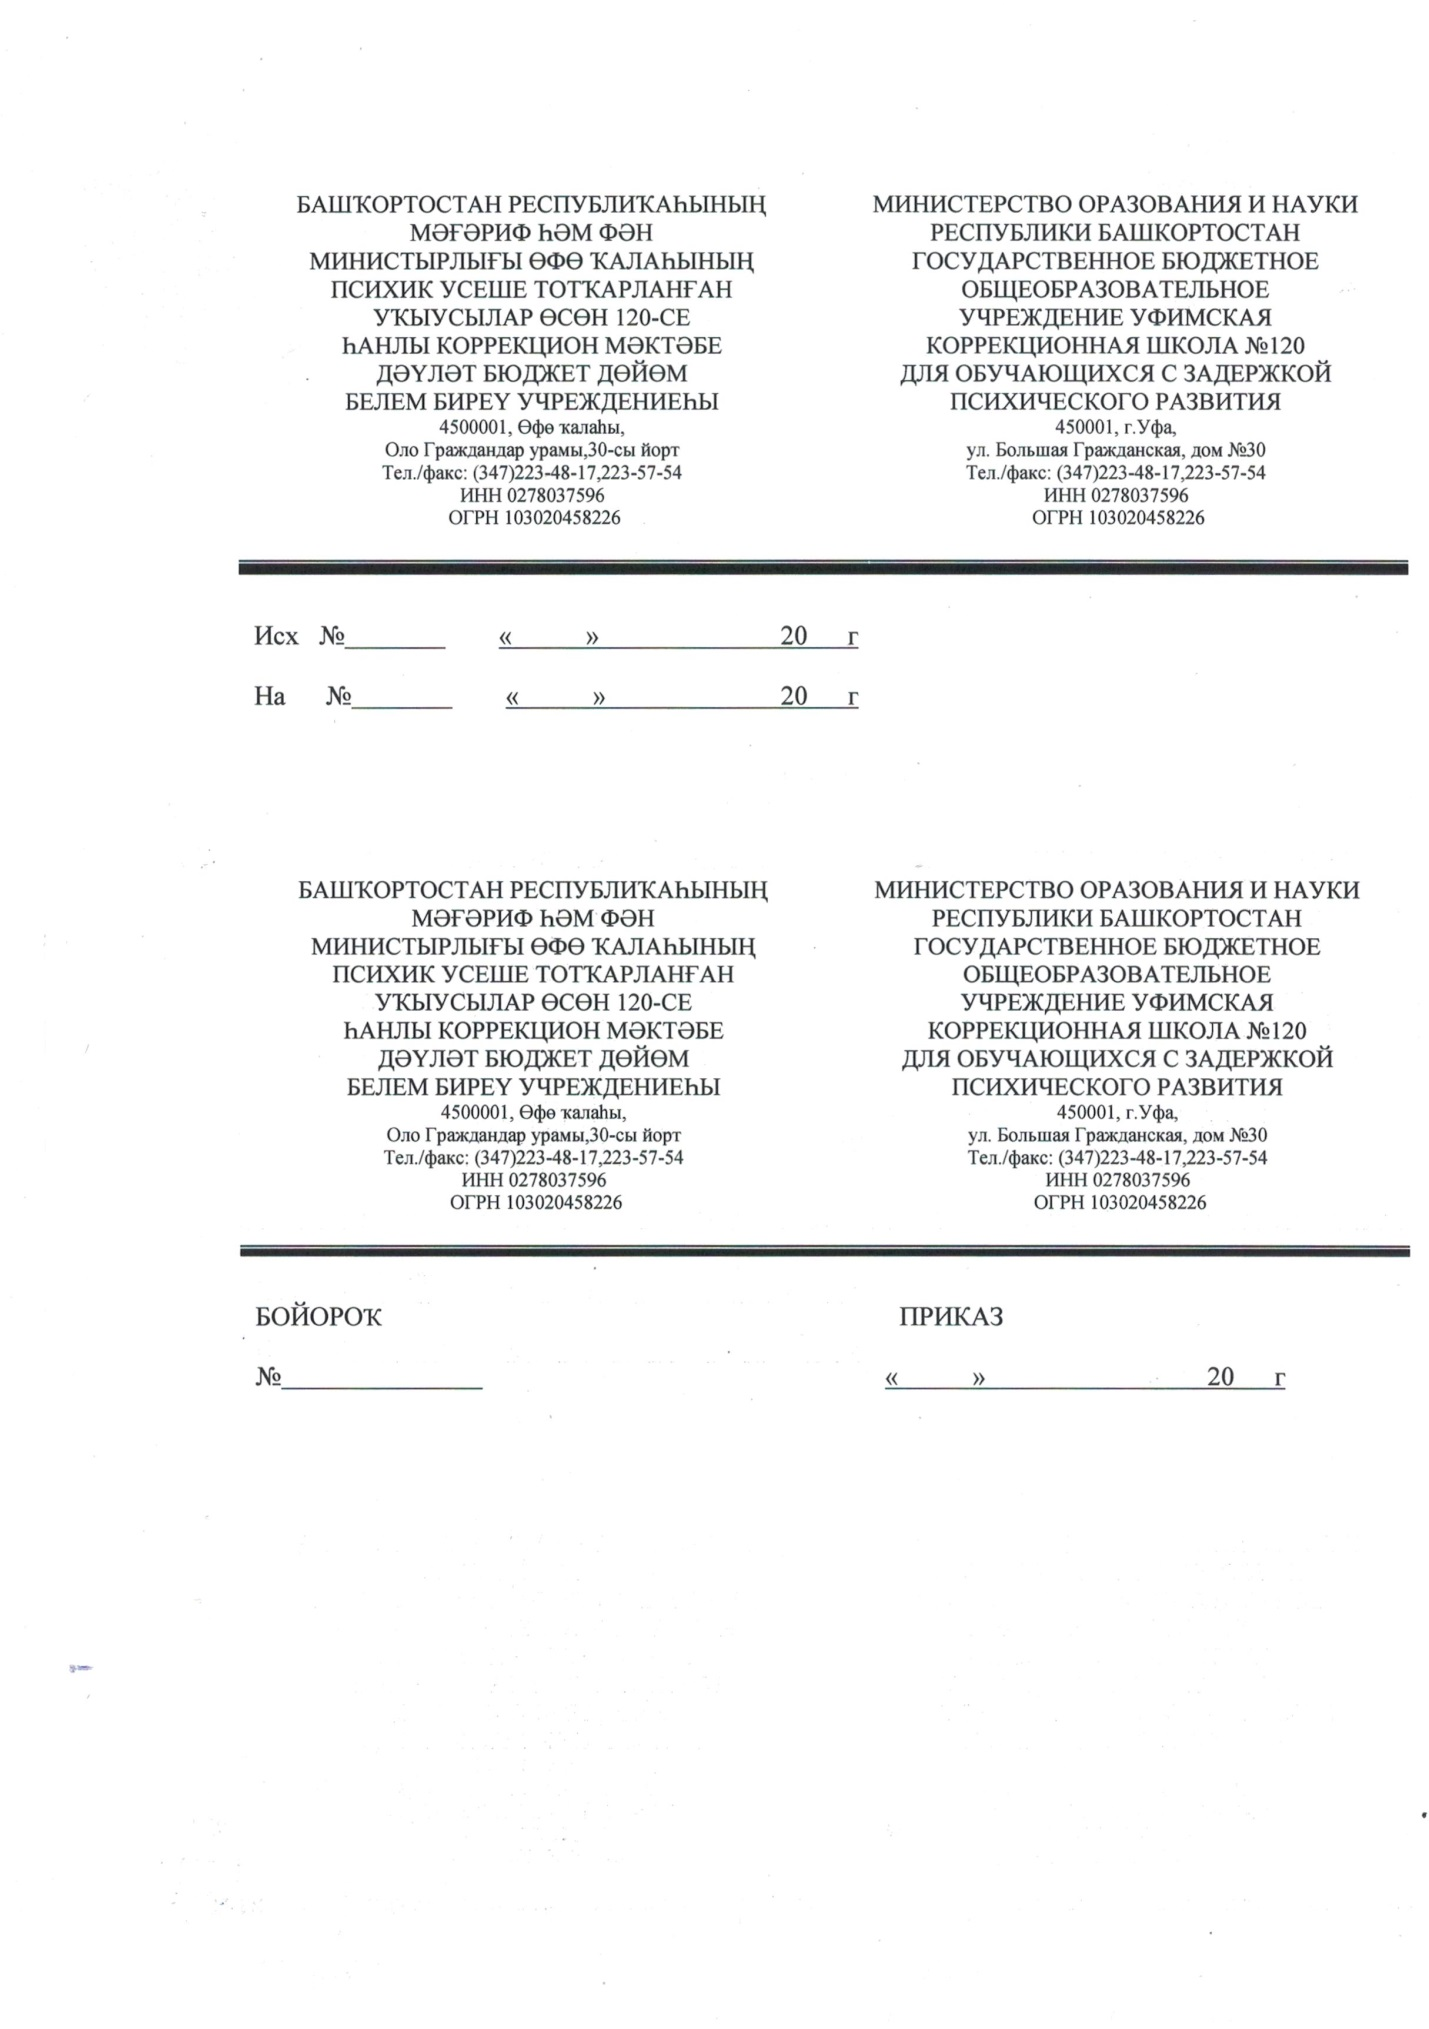 БАШҠОРТОСТАН РЕСПУБЛИҠАҺЫНЫҢ
МӘҒӘРИФ ҺӘМ ФӘН
МИНИСТЫРЛЫҒЫ ӨФӨ ҠАЛАҺЫНЫҢ
ПСИХИК УСЕШЕ ТОТҠАРЛАНҒАН
УҠЫУСЫЛАР ӨСӨН 120-СЕ
ҺАНЛЫ КОРРЕКЦИОН МӘКТӘБЕ
ДӘҮЛӘТ БЮДЖЕТ ДӨЙӨМ
БЕЛЕМ БИРЕҮ УЧРЕЖДЕНИЕҺЫ
4500001, Өфө ҡалаһы,
Оло Граждандар урамы,30-сы йорт
Тел./факс: (347)223-48-17,223-57-54
ИНН 0278037596
ОГРН 103020458226
МИНИСТЕРСТВО ОРАЗОВАНИЯ И НАУКИ
РЕСПУБЛИКИ БАШКОРТОСТАН
ГОСУДАРСТВЕННОЕ БЮДЖЕТНОЕ
ОБЩЕОБРАЗОВАТЕЛЬНОЕ
УЧРЕЖДЕНИЕ УФИМСКАЯ
КОРРЕКЦИОННАЯ ШКОЛА №120
ДЛЯ ОБУЧАЮЩИХСЯ С ЗАДЕРЖКОЙ
ПСИХИЧЕСКОГО РАЗВИТИЯ
450001, г.Уфа,
ул. Большая Гражданская, дом №30
Тел./факс: (347)223-48-17,223-57-54
ИНН 0278037596
ОГРН 103020458226
Исх №_______ «_____»____________20___г
На №_______ «_____»____________20___г
БАШҠОРТОСТАН РЕСПУБЛИҠАҺЫНЫҢ
МӘҒӘРИФ ҺӘМ ФӘН
МИНИСТЫРЛЫҒЫ ӨФӨ ҠАЛАҺЫНЫҢ
ПСИХИК УСЕШЕ ТОТҠАРЛАНҒАН
УҠЫУСЫЛАР ӨСӨН 120-СЕ
ҺАНЛЫ КОРРЕКЦИОН МӘКТӘБЕ
ДӘҮЛӘТ БЮДЖЕТ ДӨЙӨМ
БЕЛЕМ БИРЕҮ УЧРЕЖДЕНИЕҺЫ
4500001, Өфө ҡалаһы,
Оло Граждандар урамы,30-сы йорт
Тел./факс: (347)223-48-17,223-57-54
ИНН 0278037596
ОГРН 103020458226
МИНИСТЕРСТВО ОРАЗОВАНИЯ И НАУКИ
РЕСПУБЛИКИ БАШКОРТОСТАН
ГОСУДАРСТВЕННОЕ БЮДЖЕТНОЕ
ОБЩЕОБРАЗОВАТЕЛЬНОЕ
УЧРЕЖДЕНИЕ УФИМСКАЯ
КОРРЕКЦИОННАЯ ШКОЛА №120
ДЛЯ ОБУЧАЮЩИХСЯ С ЗАДЕРЖКОЙ
ПСИХИЧЕСКОГО РАЗВИТИЯ
450001, г.Уфа,
ул. Большая Гражданская, дом №30
Тел./факс: (347)223-48-17,223-57-54
ИНН 0278037596
ОГРН 103020458226
БОЙОРОҠ ПРИКАЗ
№______________ «_____»________________20___г